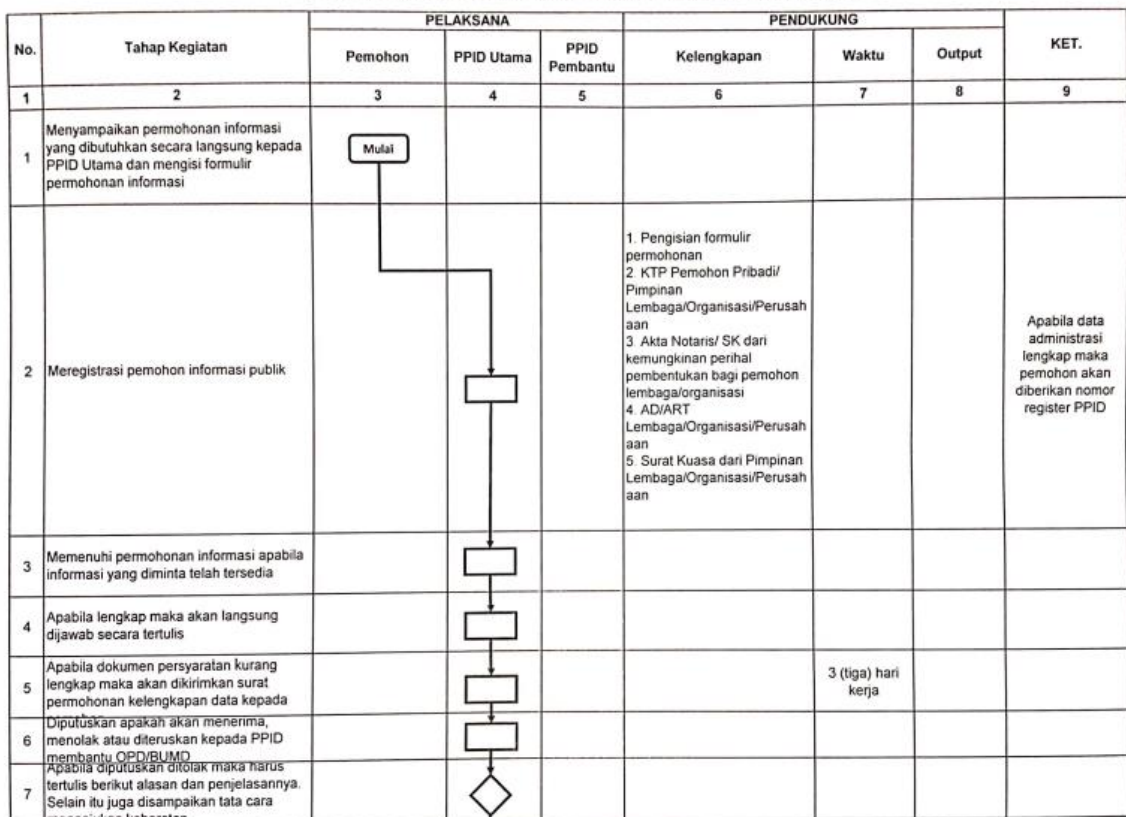 No.
Tahap Kegiatan
PELAKSANA
PENDUKUNG
KET.
Pemohon
PPID Utama
PPID
Pembantu
Kelengkapan
Waktu
Output
1
2
3
4
5
6
7
8
9
1
Menyampaikan permohonan informasi
yang dibutuhkan secara langsung kepada
PPID Utama dan mengisi formulir
permohonan informasi
Mulai
2
Meregistrasi pemohon informasi publik
1. Pengisian formulir
permohonan
2. KTP Pemohon Pribadi/
Pimpinan
Lembaga/Organisasi/Perusah
aan
3. Akta Notaris/ SK dari
kemungkinan perihal
pembentukan bagi pemohon
lembaga/organisasi
4. AD/ART
Lembaga/Organisasi/Perusah
aan
5. Surat Kuasa dari Pimpinan
Lembaga/Organisasi/Perusah
aan
Apabila data
administrasi
lengkap maka
pemohon akan
diberikan nomor
register PPID
3
Memenuhi permohonan informasi apabila
informasi yang diminta telah tersedia
4
Apabila lengkap maka akan langsung
dijawab secara tertulis
5
Apabila dokumen persyaratan kurang
lengkap maka akan dikirimkan surat
permohonan kelengkapan data kepada
3 (tiga) hari
kerja
6
Diputuskan apakah akan menerima,
menolak atau diteruskan kepada PPID
membantu OPD/BUMD
7
Apabila diputuskan ditolak maka harus
tertulis berikut alasan dan penjelasannya.
Selain itu juga disampaikan tata cara